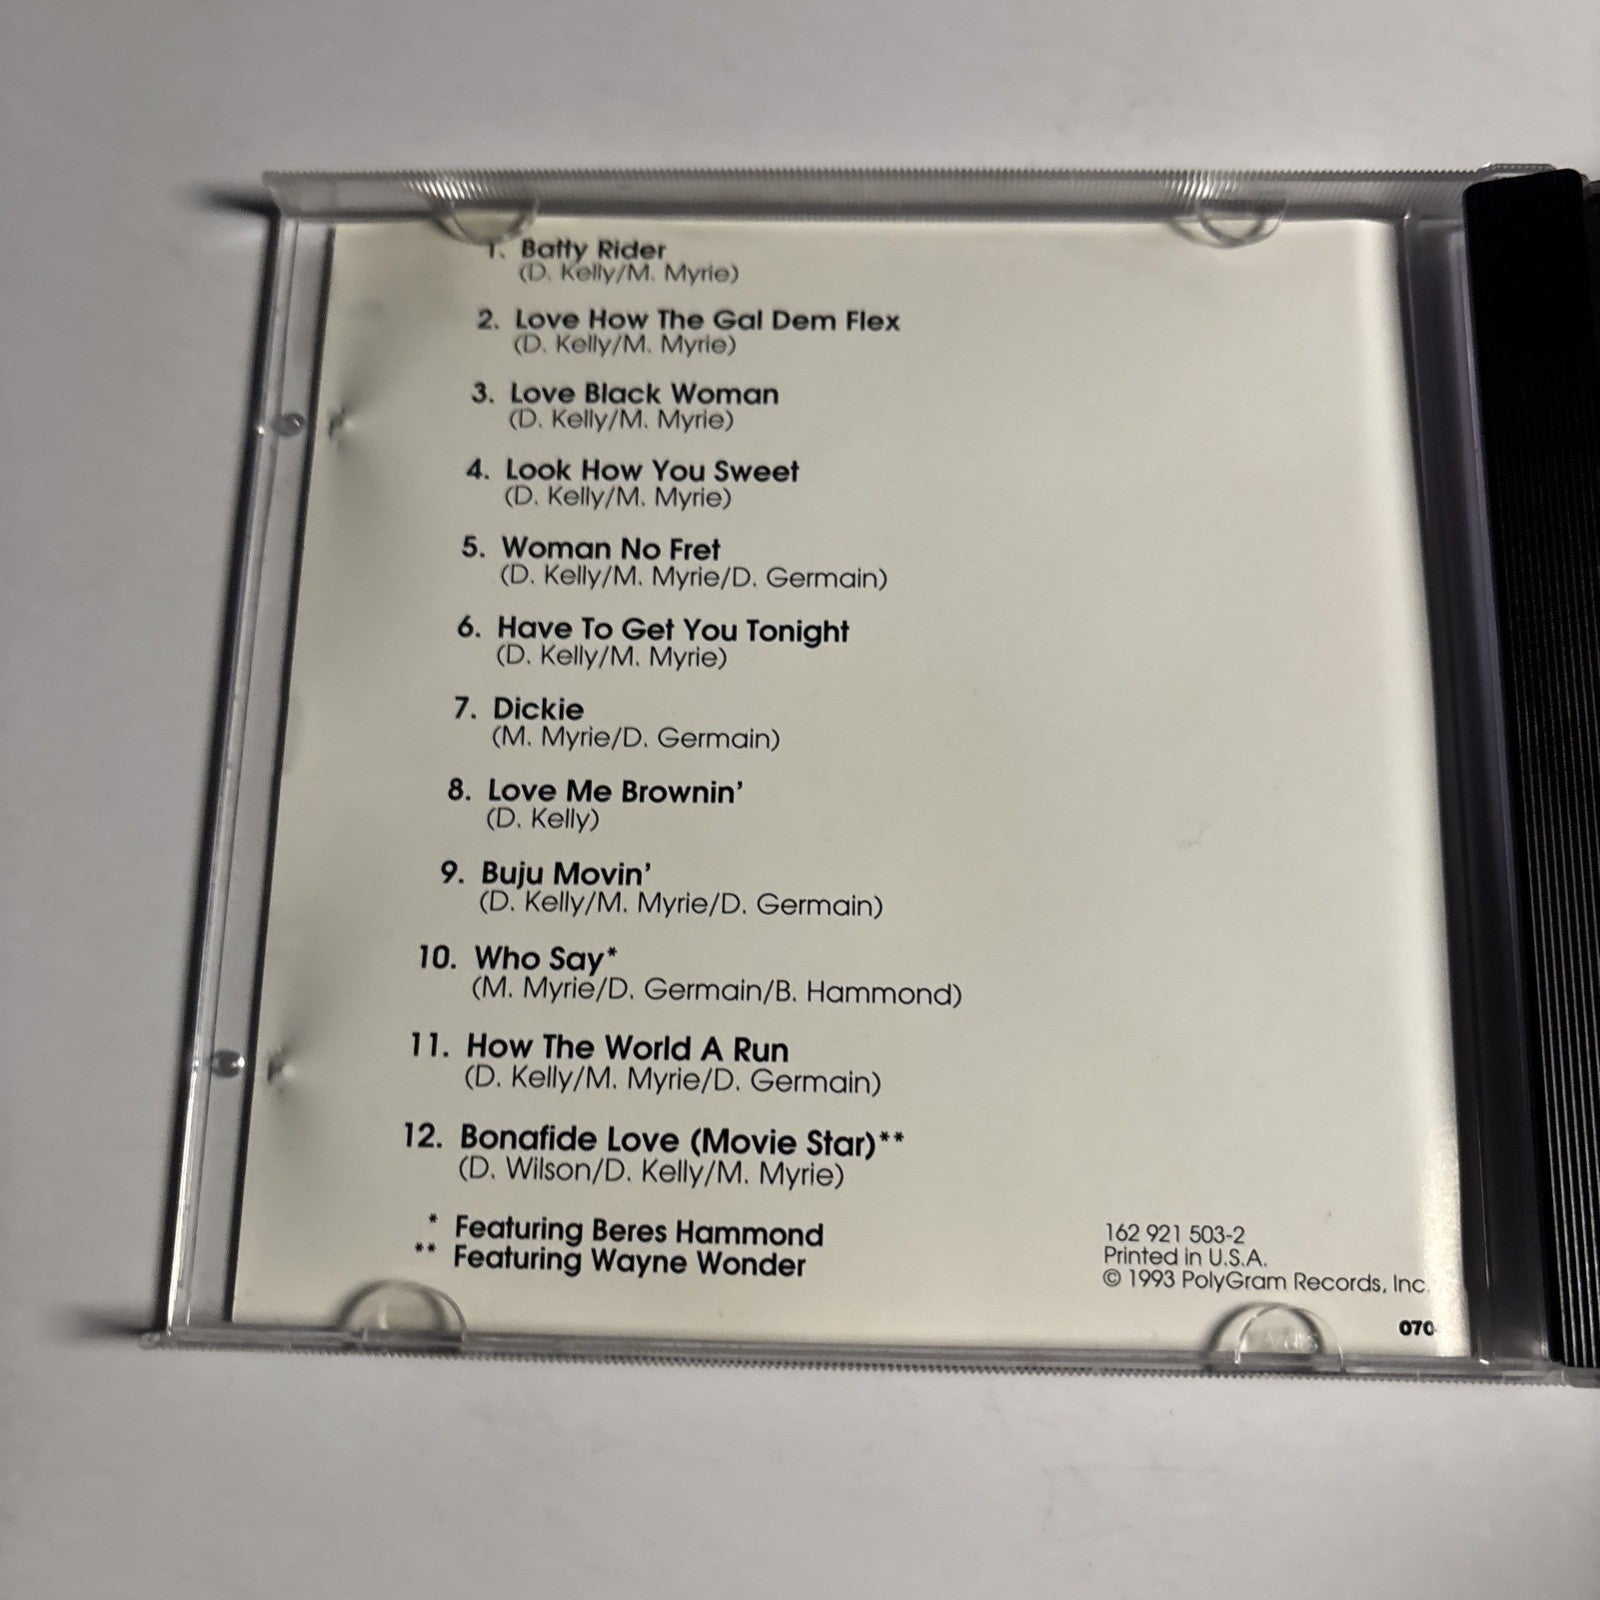 1. Batty Rider
(D. Kelly/M. Myrie)
2. Love How The Gal Dem Flex
(D. Kelly/M. Myrie)
3. Love Black Woman
(D. Kelly/M. Myrie)
4. Look How You Sweet
(D. Kelly/M. Myrie)
5. Woman No Fret
(D. Kelly/M. Myrie/D. Germain)
6. Have To Get You Tonight
(D. Kelly/M. Myrie)
7. Dickie
(M. Myrie/D. Germain)
8. Love Me Brownin'
(D. Kelly)
9. Buju Movin'
(D. Kelly/M. Myrie/D. Germain)
10. Who Say*
(M. Myrie/D. Germain/B. Hammond)
11. How The World A Run
(D. Kelly/M. Myrie/D. Germain)
12. Bonafide Love (Movie Star)**
(D. Wilson/D. Kelly/M. Myrie)
* Featuring Beres Hammond
** Featuring Wayne Wonder
162 921 503-2
Printed in U.S.A.
© 1993 PolyGram Records, Inc.
070